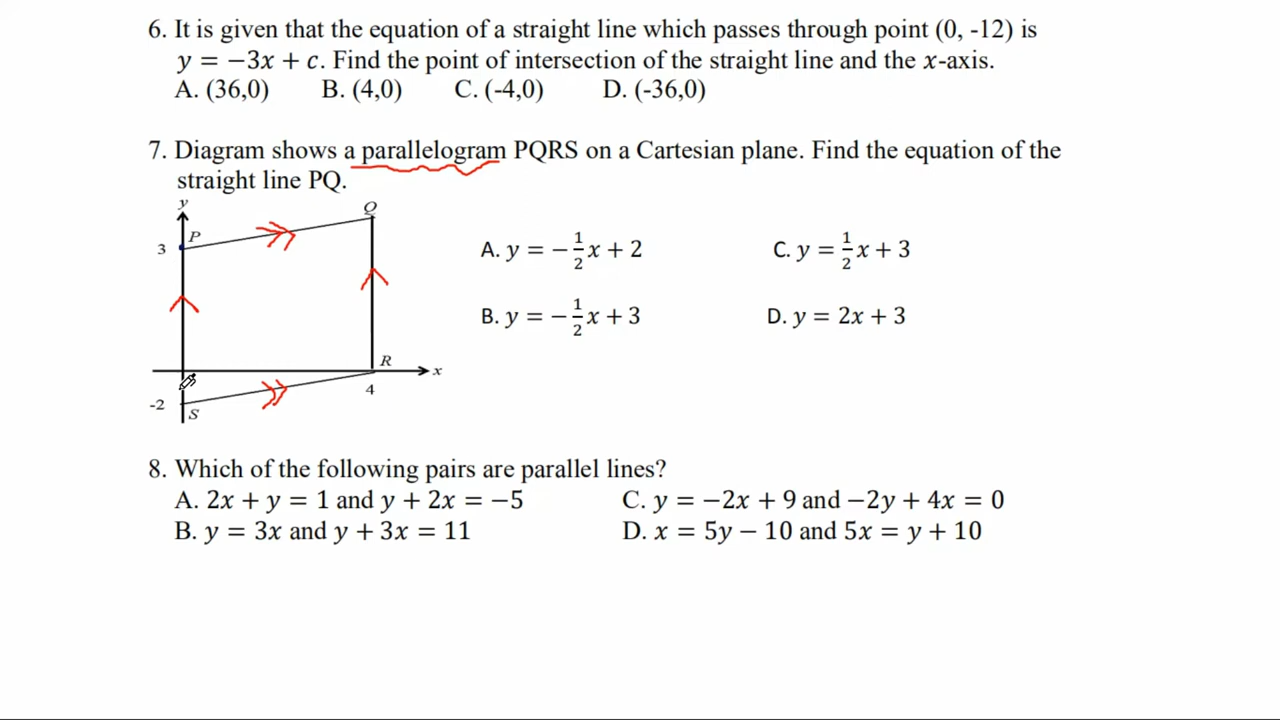 6. It is given that the equation of a straight line which passes through point (0, -12) is
y = −3x + c. Find the point of intersection of the straight line and the x-axis.
A. (36,0) B. (4,0) C. (-4,0) D. (-36,0)
7. Diagram shows a parallelogram PQRS on a Cartesian plane. Find the equation of the
straight line PQ.
y
Q
P
3
R
x
4
-2
S
A. y = −1/2x + 2 C. y = 1/2x + 3
B. y = −1/2x + 3 D. y = 2x + 3
8. Which of the following pairs are parallel lines?
A. 2x + y = 1 and y + 2x = −5 C. y = −2x + 9 and −2y + 4x = 0
B. y = 3x and y + 3x = 11 D. x = 5y − 10 and 5x = y + 10